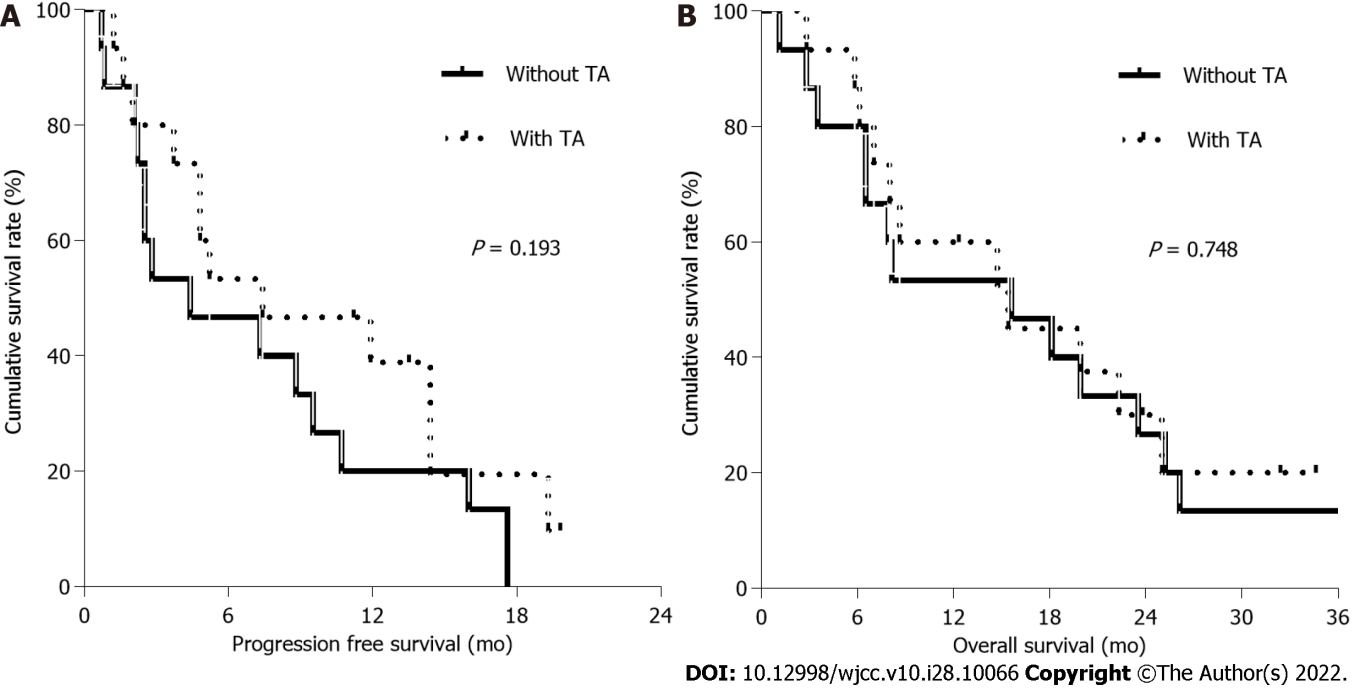 A
100
80
60
40
20
0
Cumulative survival rate (%)
Without TA
With TA
P = 0.193
0 6 12 18 24
Progression free survival (mo)
B
100
80
60
40
20
0
Cumulative survival rate (%)
Without TA
With TA
P = 0.748
0 6 12 18 24 30 36
Overall survival (mo)
DOI: 10.12998/wjcc.v10.i28.10066 Copyright ©The Author(s) 2022.